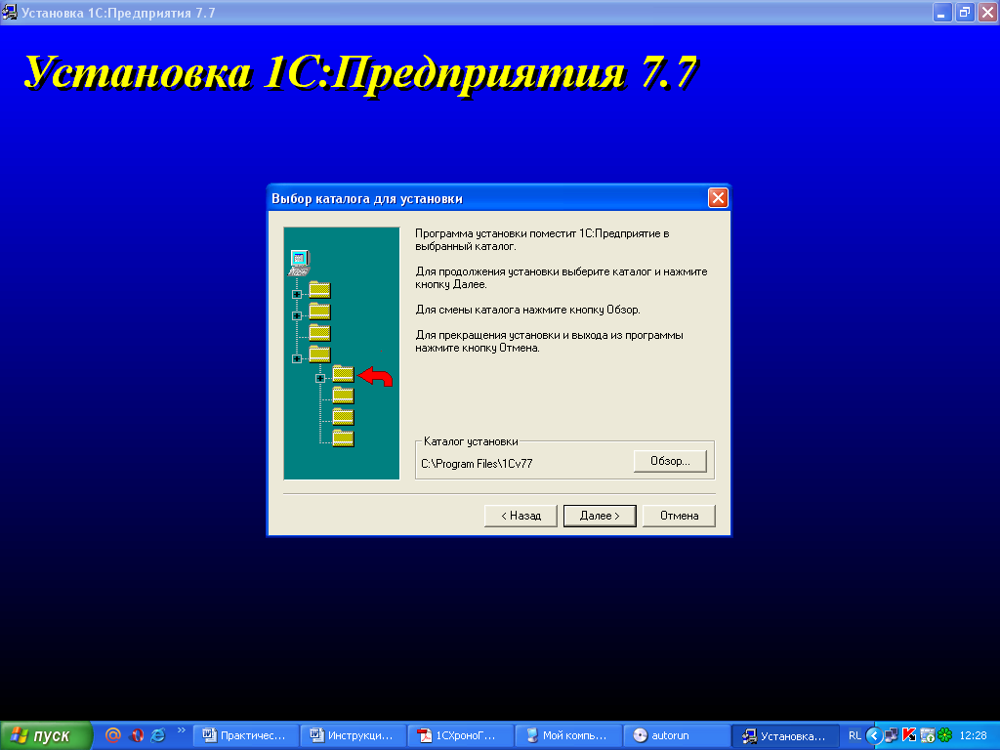 Установка 1С:Предприятия 7.7
Установка 1С:Предприятия 7.7
Выбор каталога для установки
Программа установки поместит 1С:Предприятие в
выбранный каталог.
Для продолжения установки выберите каталог и нажмите
кнопку Далее.
Для смены каталога нажмите кнопку Обзор.
Для прекращения установки и выхода из программы
нажмите кнопку Отмена.
Каталог установки
C:\Program Files\1Cv77
Обзор...
< Назад
Далее >
Отмена
пуск
Практичес...
Инструкци...
1СХроноГ...
Мой компь...
autorun
Установка...
RL
12:28